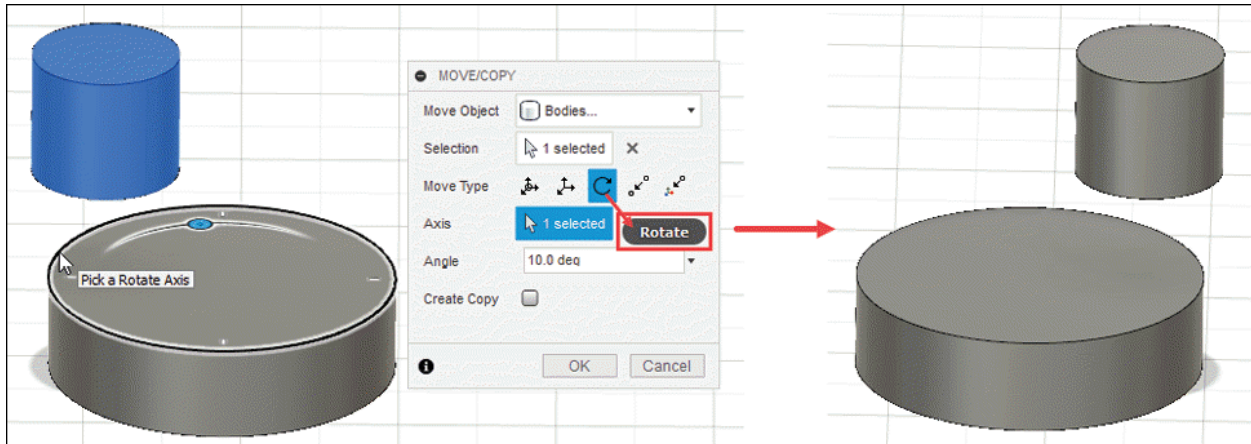 MOVE/COPY
Move Object Bodies...
Selection 1 selected
Move Type
Axis 1 selected
Rotate
Pick a Rotate Axis
Angle 10.0 deg
Create Copy
OK Cancel